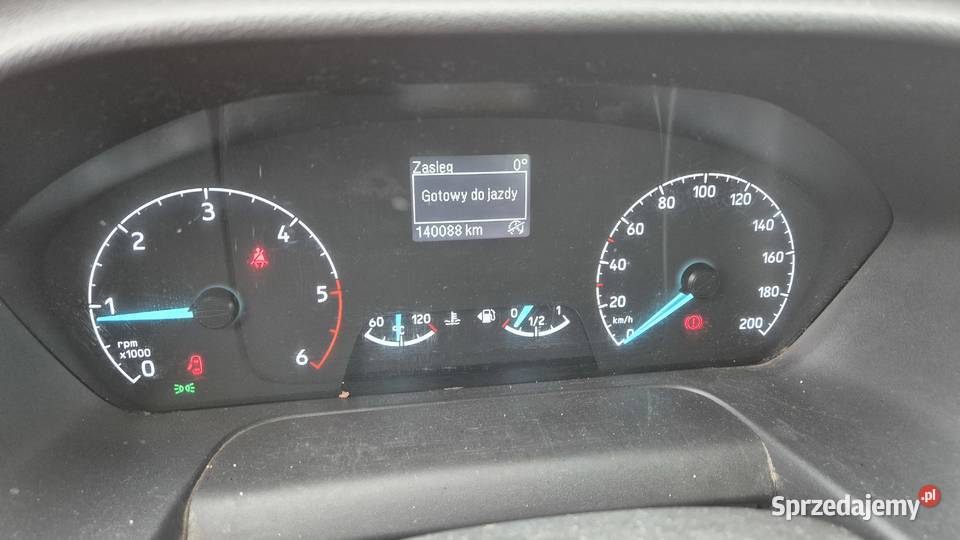 Zasięg 0°
Gotowy do jazdy
140088 km
0 1 2 3 4 5 6
rpm
x1000
60 °C 120
0 1/2 1
0 20 40 60 80 100 120 140 160 180 200
km/h
Sprzedajemy.pl